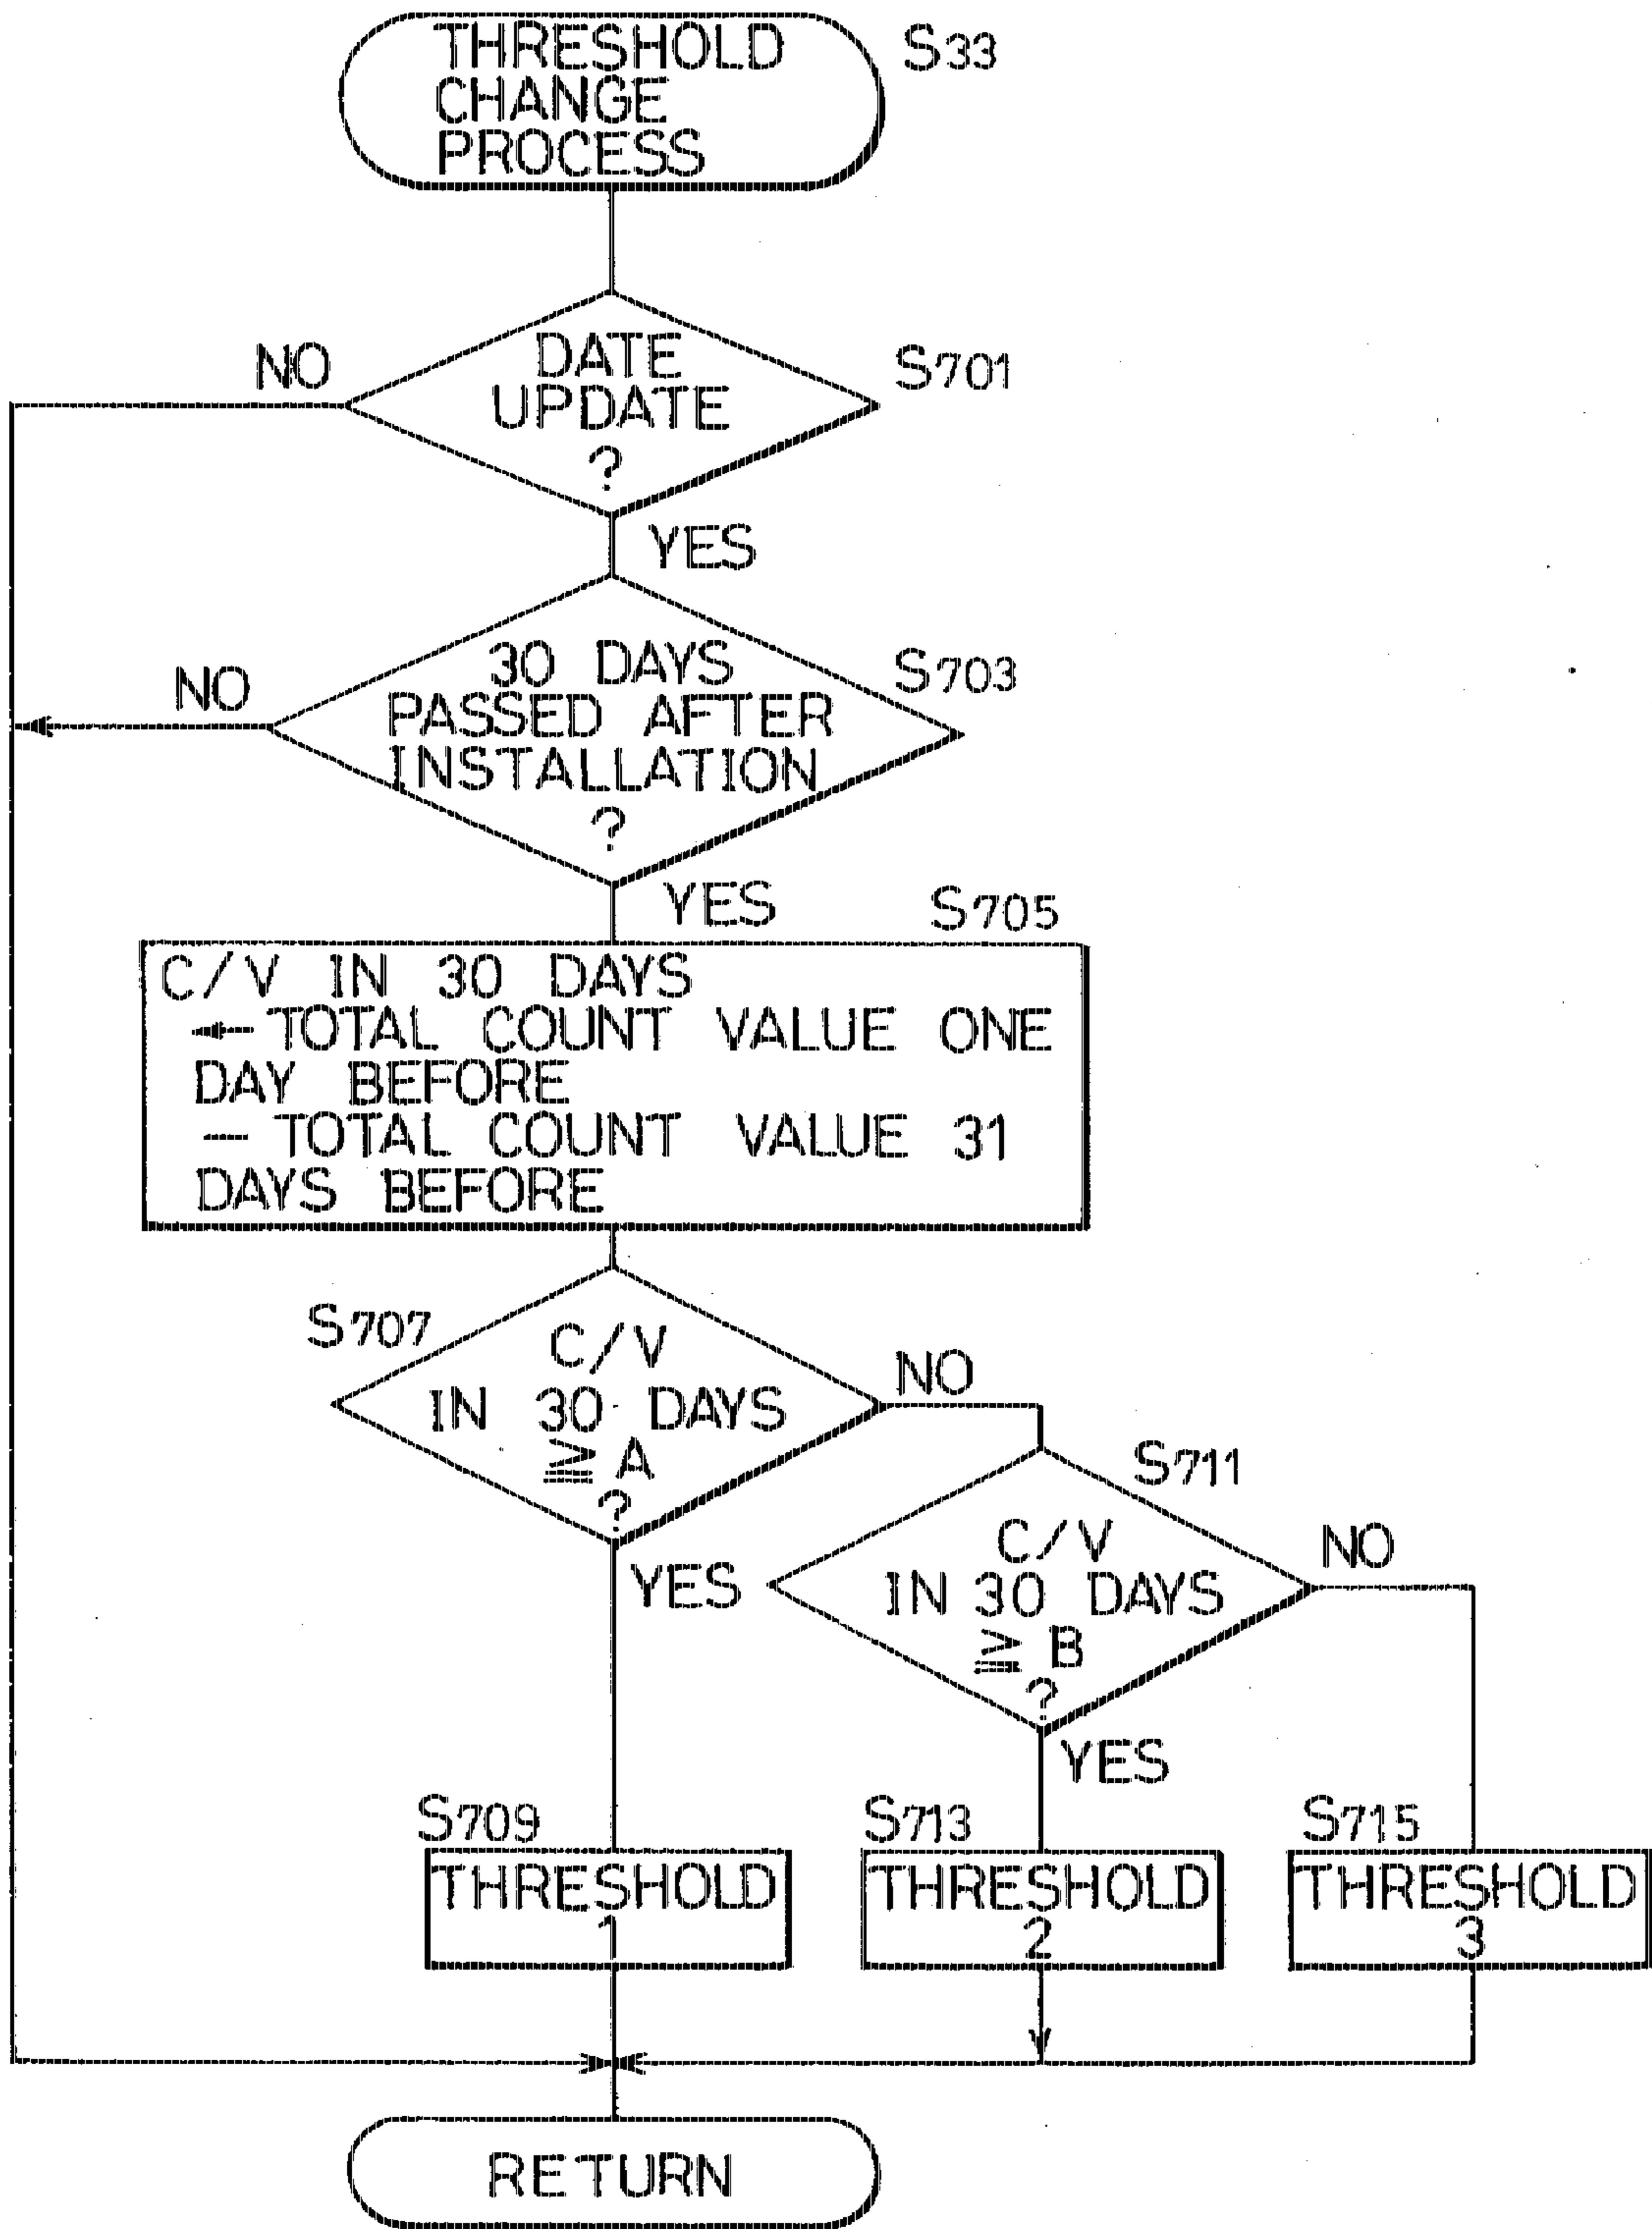 THRESHOLD
CHANGE
PROCESS
S33
DATE
UPDATE
?
S701
NO
YES
30 DAYS
PASSED AFTER
INSTALLATION
?
S703
NO
YES
S705
C/V IN 30 DAYS
←TOTAL COUNT VALUE ONE
DAY BEFORE
— TOTAL COUNT VALUE 31
DAYS BEFORE
S707
C/V
IN 30 DAYS
≧ A
?
NO
YES
S711
C/V
IN 30 DAYS
≧ B
?
NO
YES
S709
THRESHOLD
1
S713
THRESHOLD
2
S715
THRESHOLD
3
RETURN